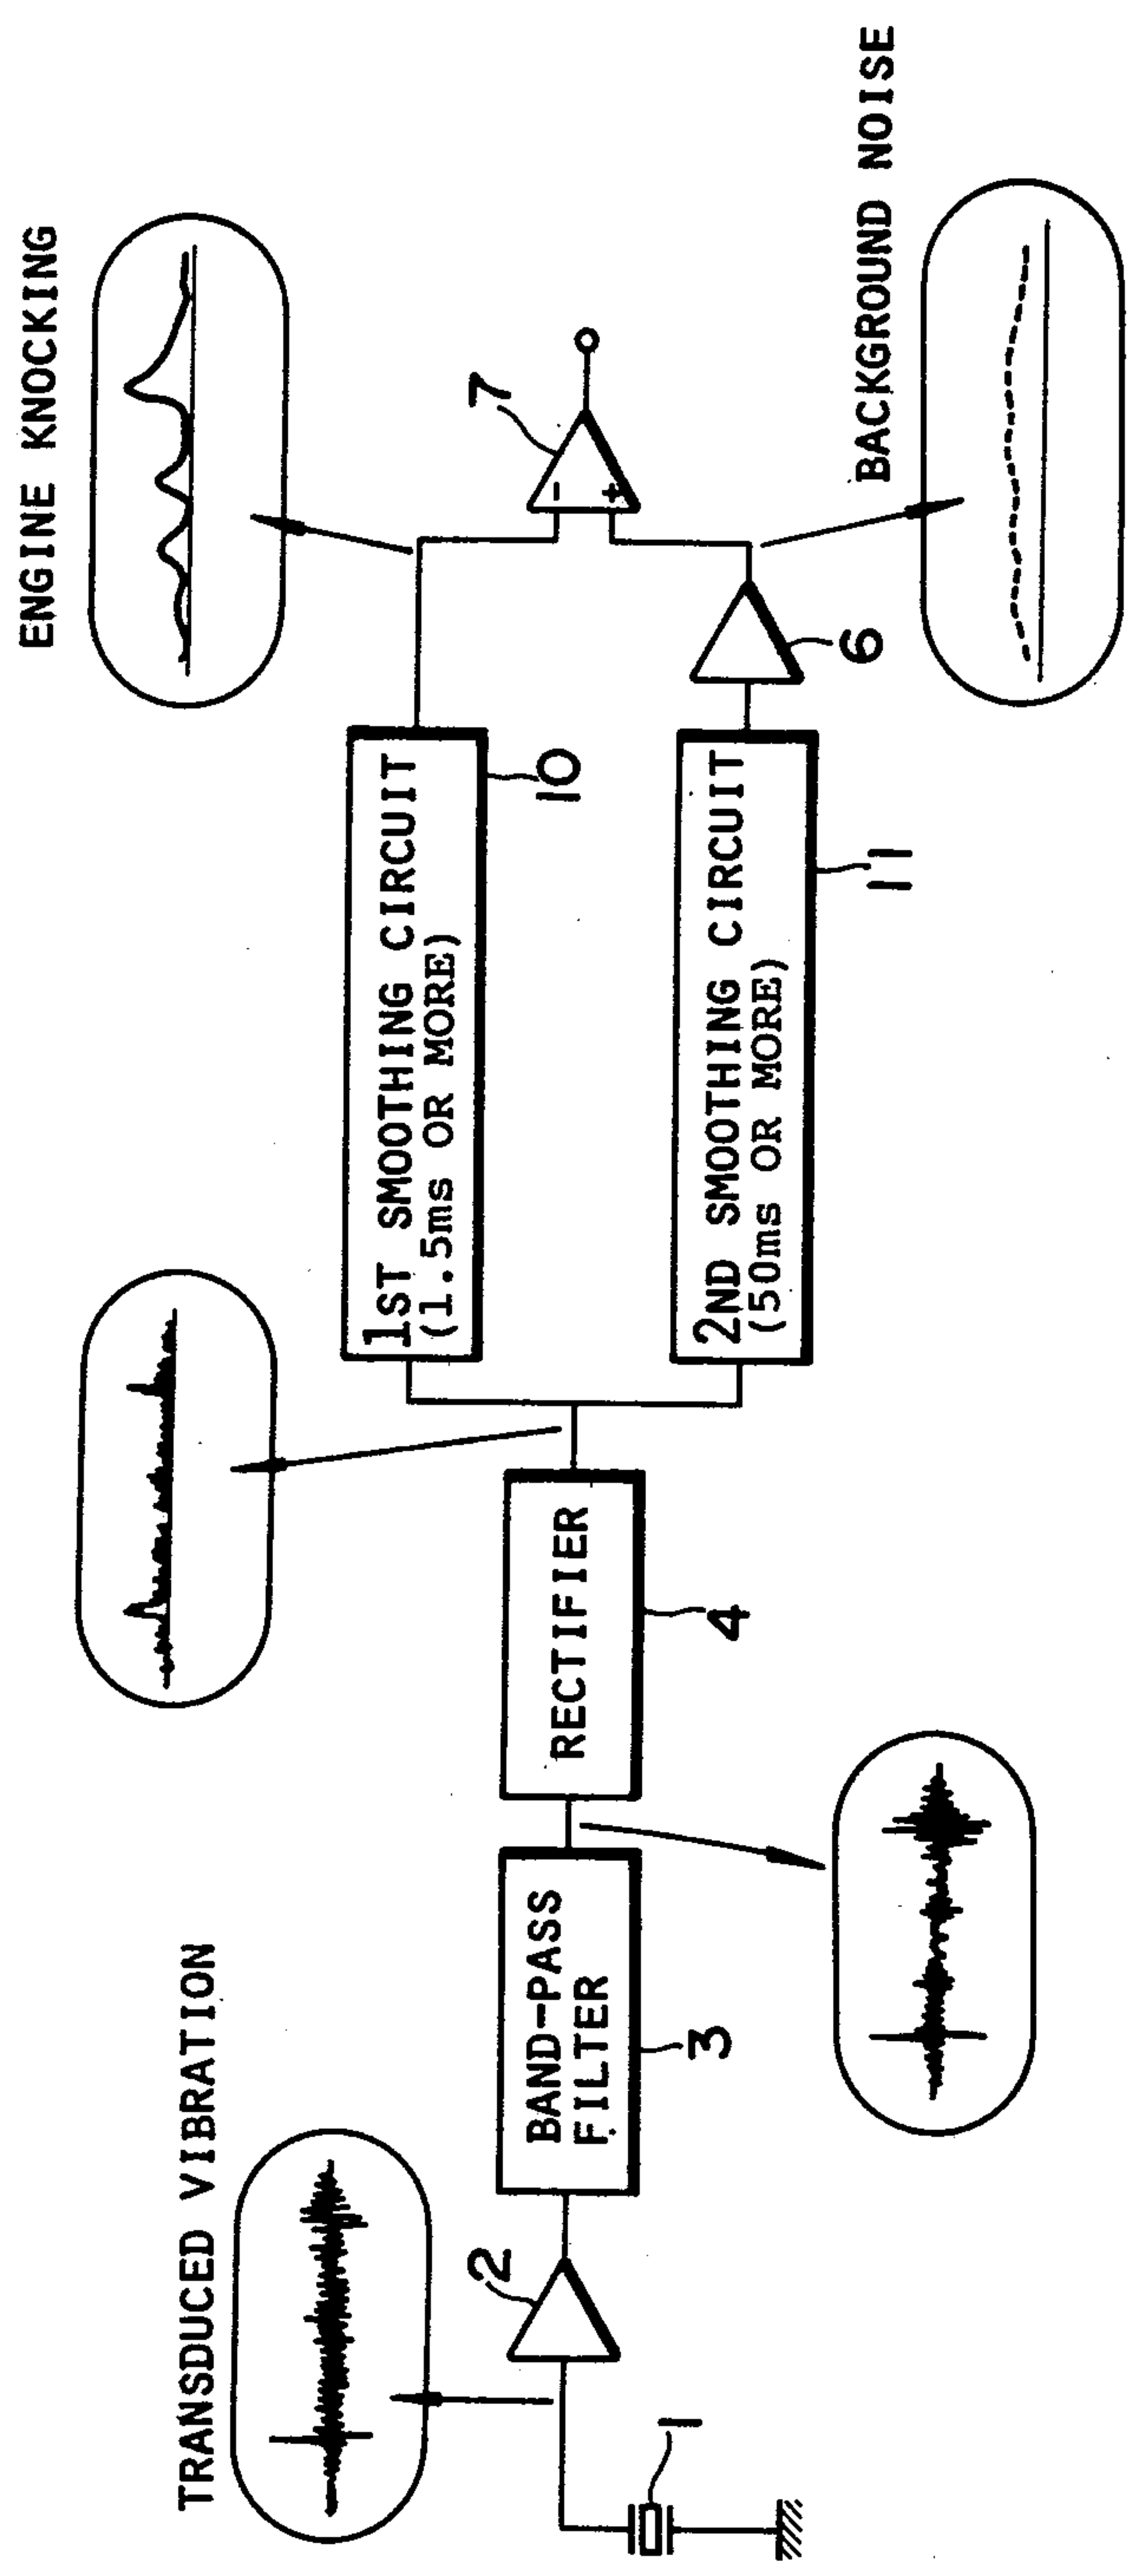 TRANSDUCED VIBRATION
ENGINE KNOCKING
1
2
BAND-PASS
FILTER
3
RECTIFIER
4
1ST SMOOTHING CIRCUIT
(1.5ms OR MORE)
10
2ND SMOOTHING CIRCUIT
(50ms OR MORE)
11
6
-
+
7
BACKGROUND NOISE